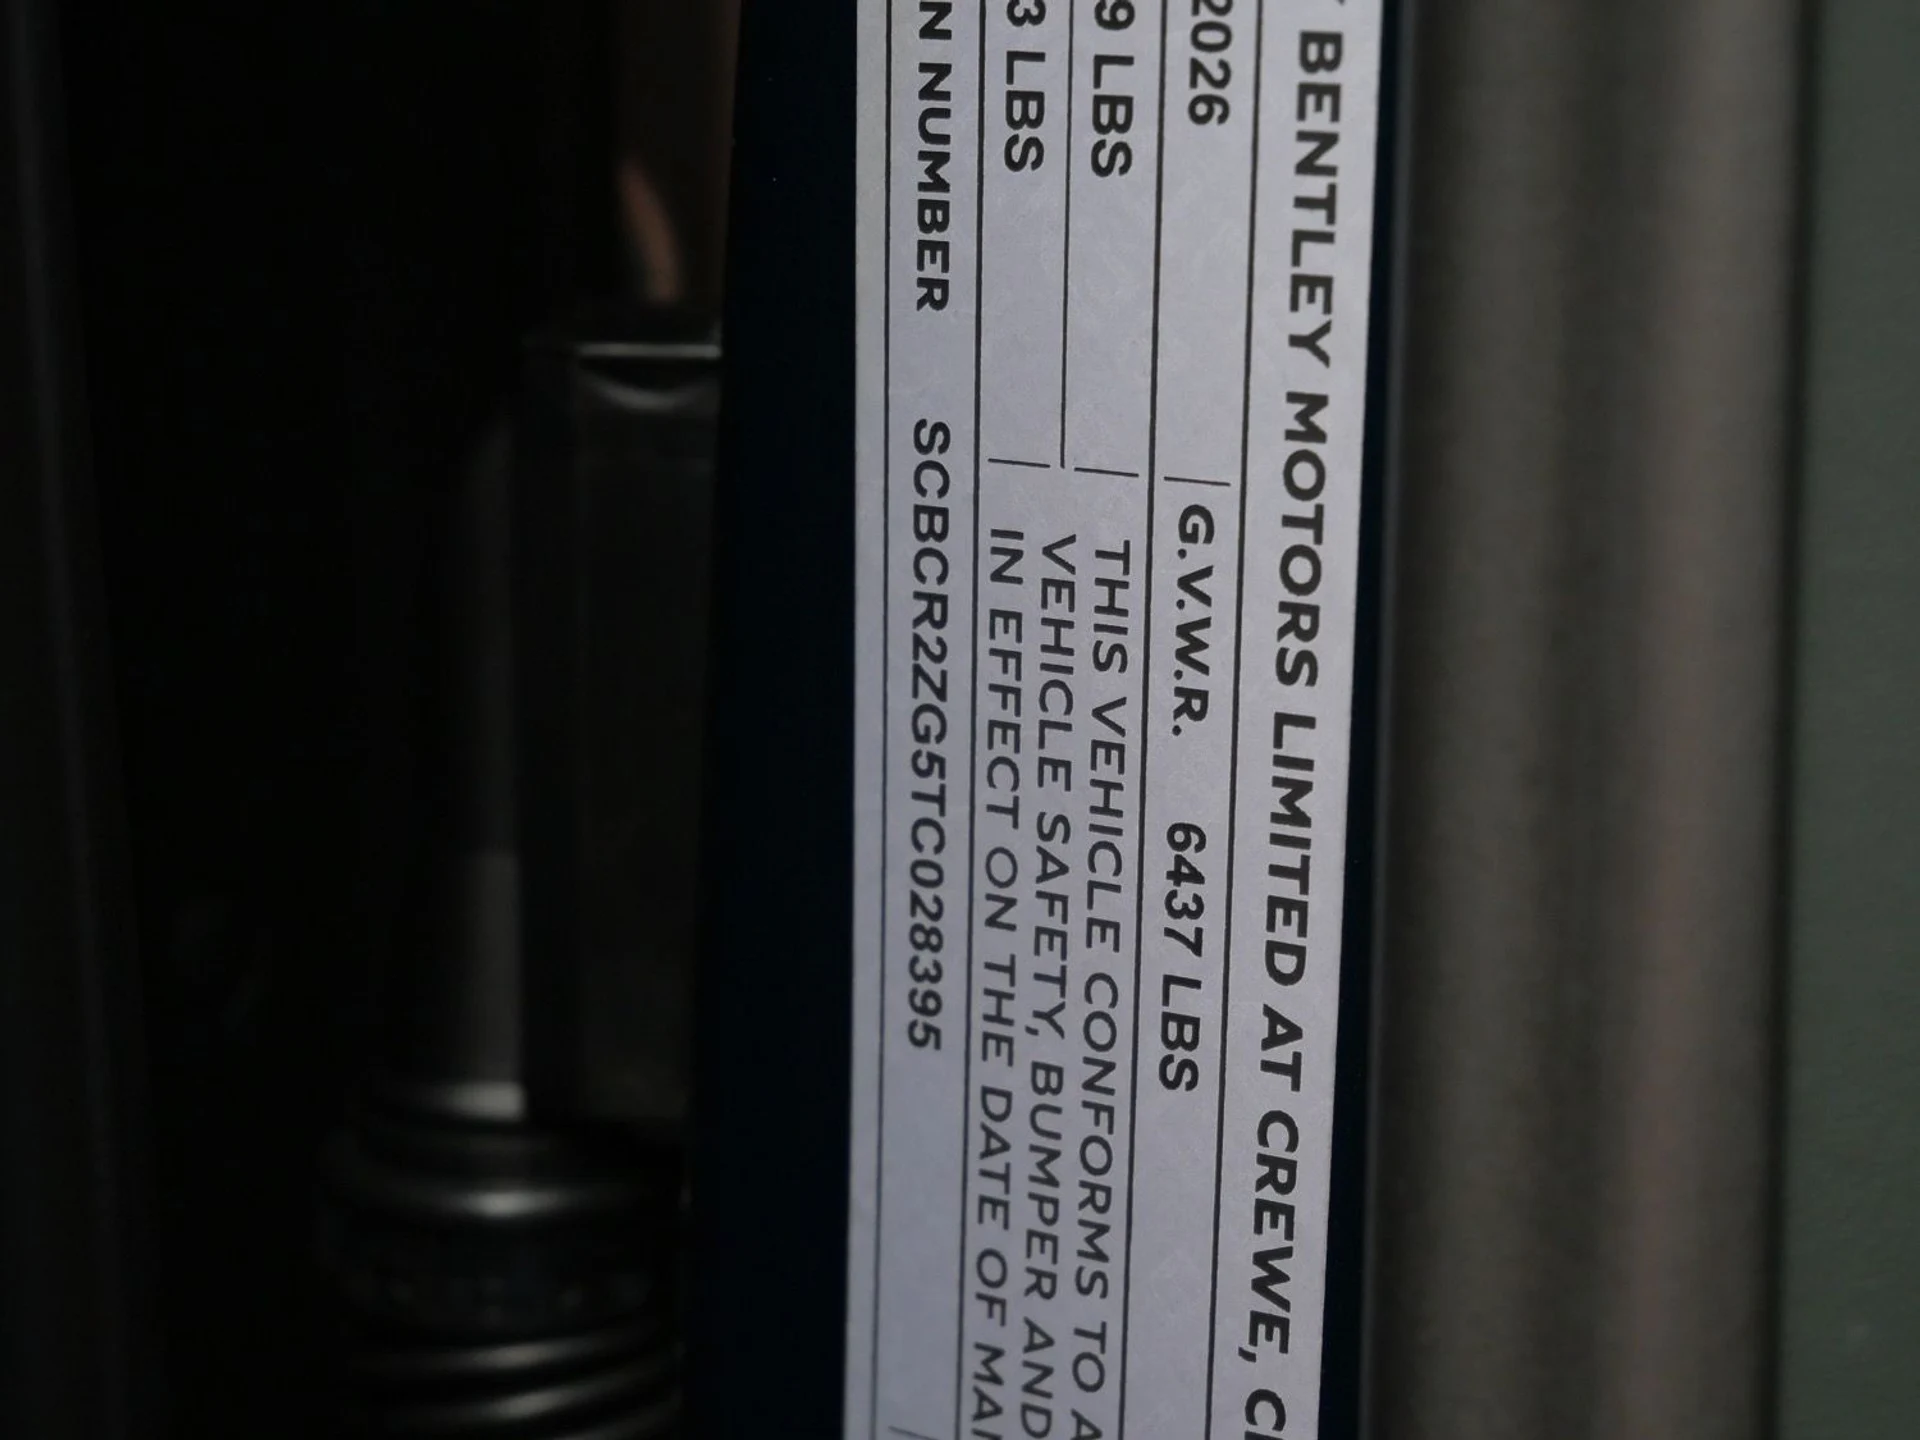 BENTLEY MOTORS LIMITED AT CREWE,
2026 G.V.W.R. 6437 LBS
9 LBS THIS VEHICLE CONFORMS TO A
VEHICLE SAFETY, BUMPER AND
3 LBS IN EFFECT ON THE DATE OF MAN
N NUMBER SCBCR2ZG5TC028395